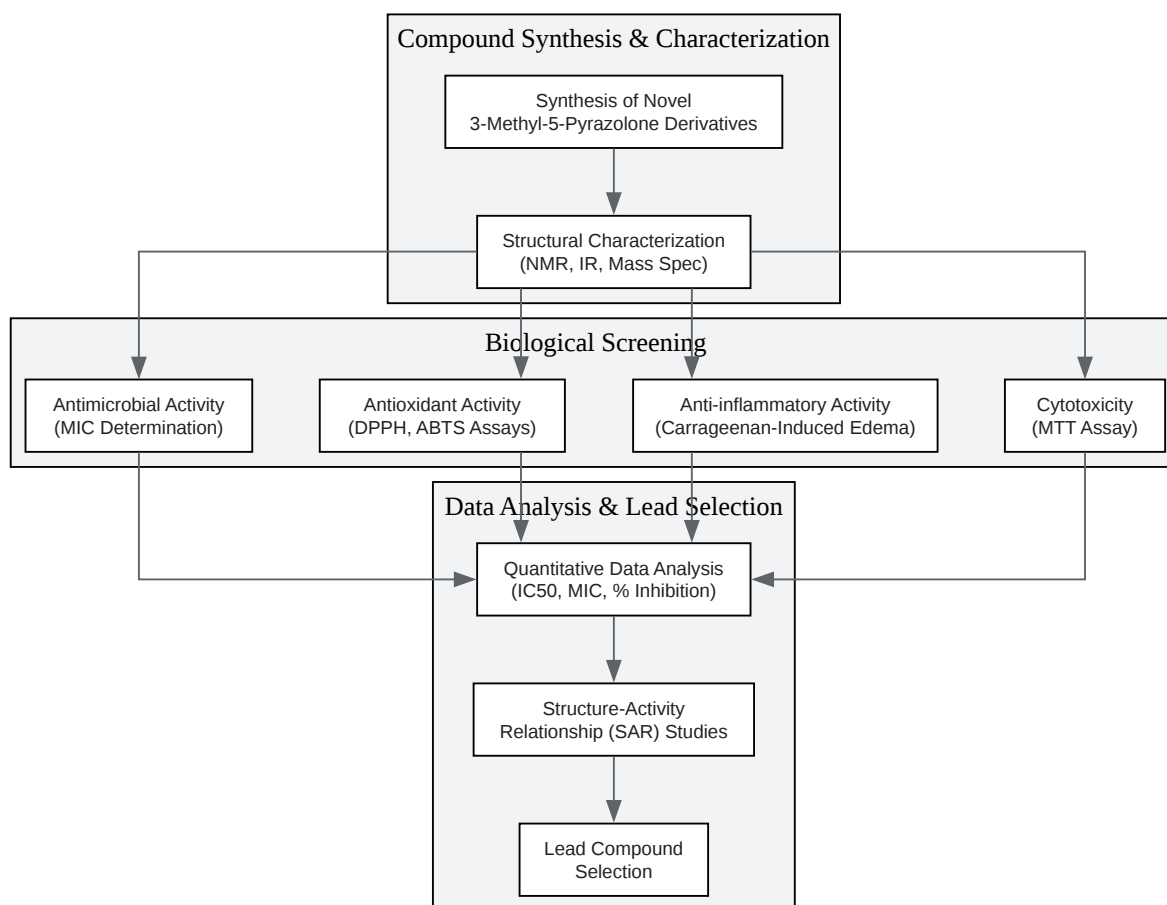 Compound Synthesis & Characterization
Synthesis of Novel
3-Methyl-5-Pyrazolone Derivatives
Structural Characterization
(NMR, IR, Mass Spec)
Biological Screening
Antimicrobial Activity
(MIC Determination)
Antioxidant Activity
(DPPH, ABTS Assays)
Anti-inflammatory Activity
(Carrageenan-Induced Edema)
Cytotoxicity
(MTT Assay)
Data Analysis & Lead Selection
Quantitative Data Analysis
(IC50, MIC, % Inhibition)
Structure-Activity
Relationship (SAR) Studies
Lead Compound
Selection